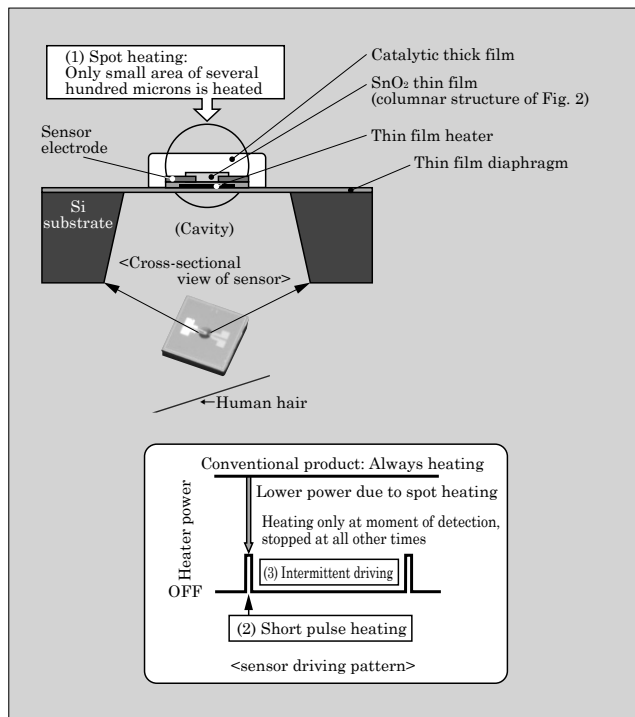 (1) Spot heating:
Only small area of several
hundred microns is heated
Catalytic thick film
SnO₂ thin film
(columnar structure of Fig. 2)
Thin film heater
Thin film diaphragm
Sensor
electrode
Si
substrate
(Cavity)
<Cross-sectional
view of sensor>
←Human hair
Conventional product: Always heating
Lower power due to spot heating
Heating only at moment of detection,
stopped at all other times
Heater power
(3) Intermittent driving
OFF
(2) Short pulse heating
<sensor driving pattern>